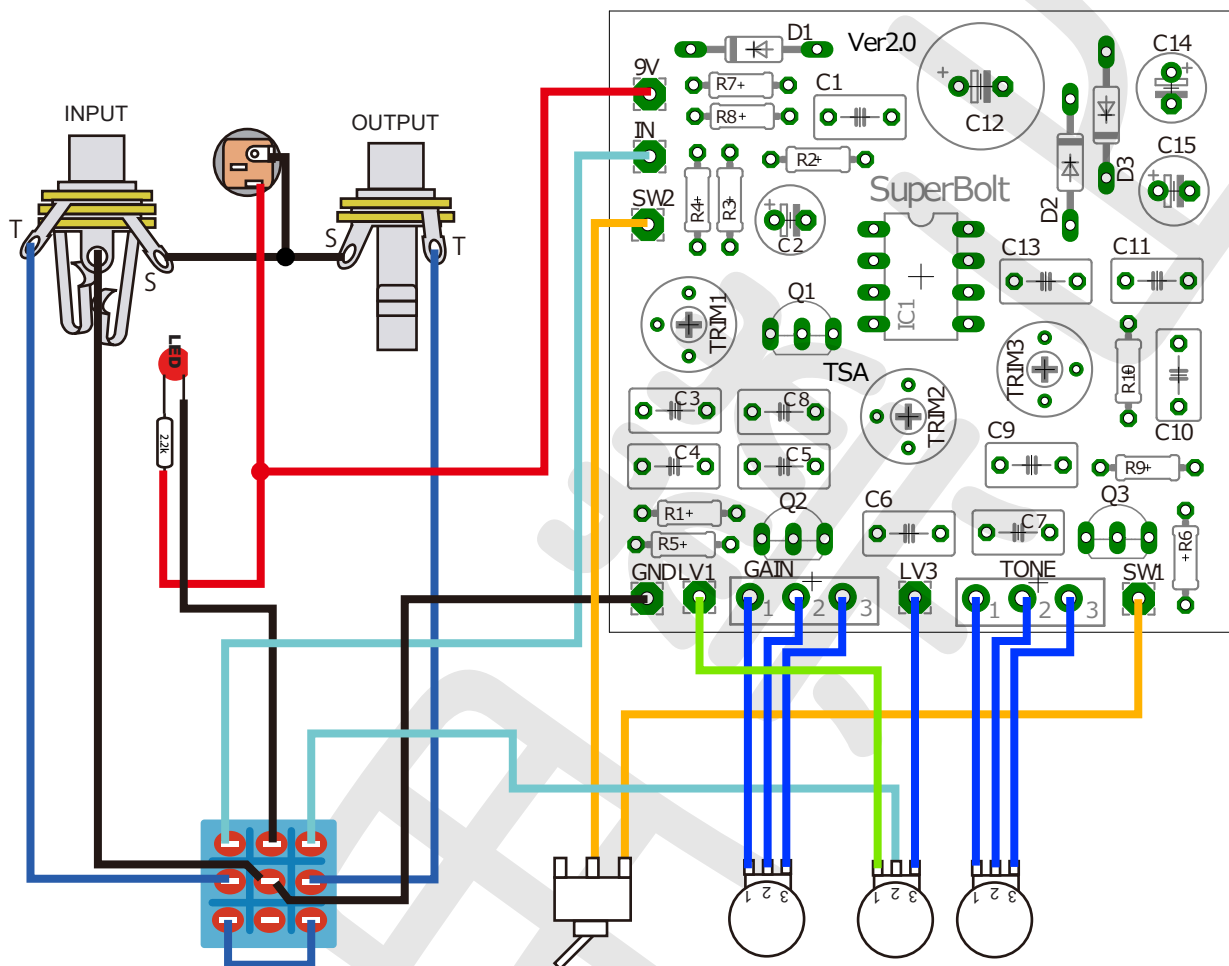 INPUT
OUTPUT
T
S
S
T
LED
2.2k
D1
Ver2.0
C14
9V
R7+
C1
R8+
C12
IN
R2+
C15
D3
SW2
R4+
R3+
C2
SuperBolt
D2
C13
C11
IC1
Q1
TRIM1
TRIM3
R10
TSA
TRIM2
C3
C8
C10
C4
C5
C9
R9+
R1+
Q2
C6
C7
Q3
R5+
R6+
GND
LV1
GAIN
LV3
TONE
SW1
1 2 3
1 2 3
1 2 3
1 2 3
1 2 3